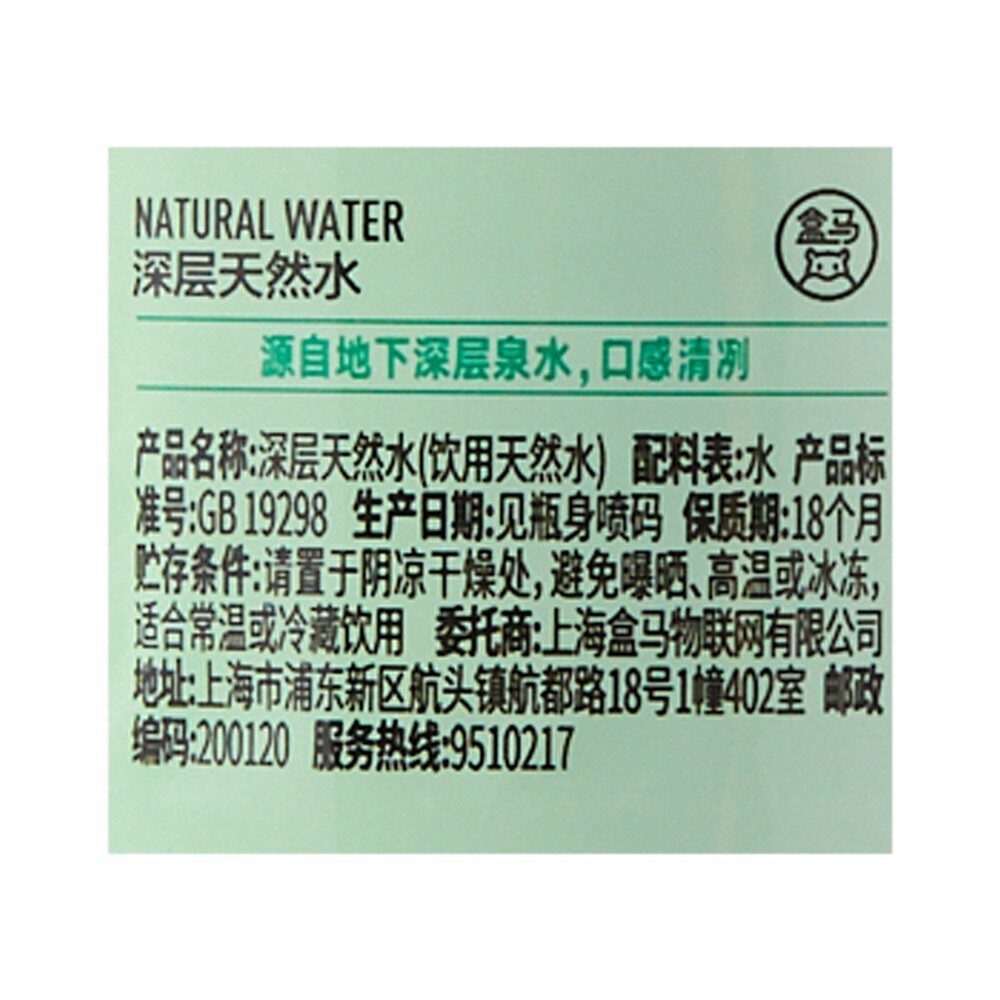 NATURAL WATER
深层天然水
盒马
源自地下深层泉水,口感清冽
产品名称:深层天然水(饮用天然水) 配料表:水 产品标
准号:GB 19298 生产日期:见瓶身喷码 保质期:18个月
贮存条件:请置于阴凉干燥处,避免曝晒、高温或冰冻,
适合常温或冷藏饮用 委托商:上海盒马物联网有限公司
地址:上海市浦东新区航头镇航都路18号1幢402室 邮政
编码:200120 服务热线:9510217